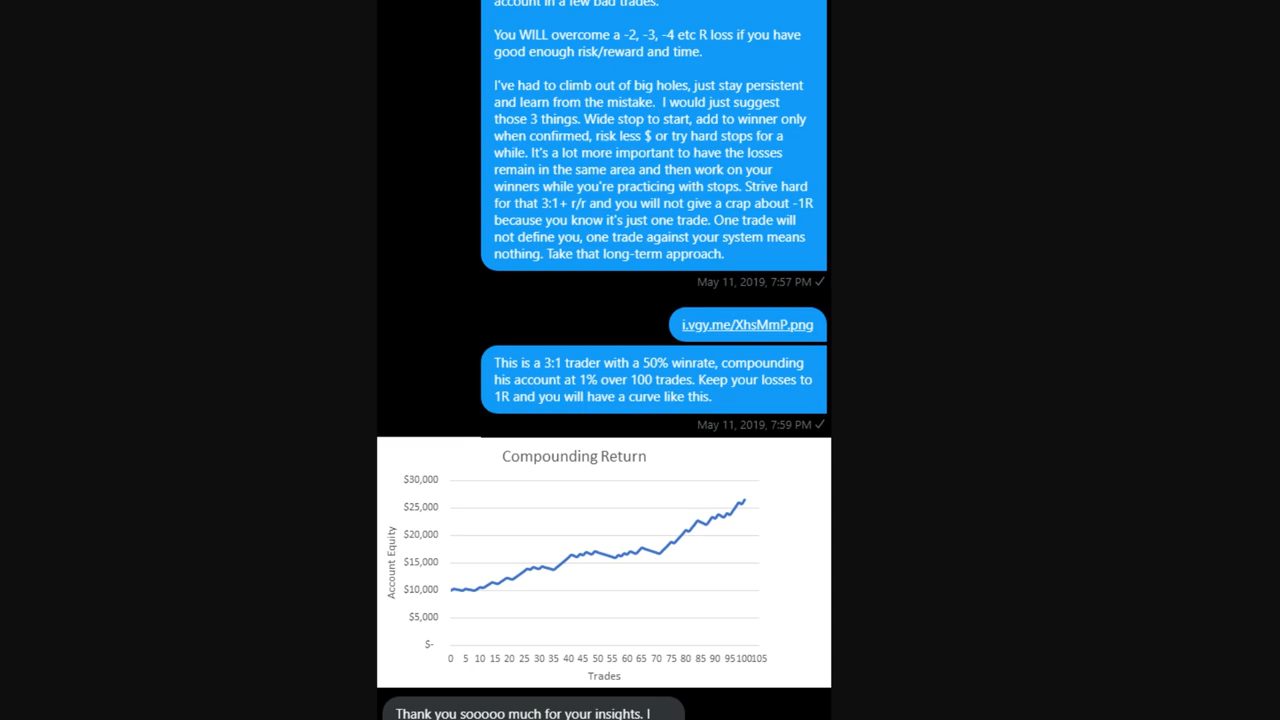 account in a few bad trades.
You WILL overcome a -2, -3, -4 etc R loss if you have
good enough risk/reward and time.
I've had to climb out of big holes, just stay persistent
and learn from the mistake.  I would just suggest
those 3 things. Wide stop to start, add to winner only
when confirmed, risk less $ or try hard stops for a
while. It's a lot more important to have the losses
remain in the same area and then work on your
winners while you're practicing with stops. Strive hard
for that 3:1+ r/r and you will not give a crap about -1R
because you know it's just one trade. One trade will
not define you, one trade against your system means
nothing. Take that long-term approach.
May 11, 2019, 7:57 PM ✓
i.vgy.me/XhsMmP.png
This is a 3:1 trader with a 50% winrate, compounding
his account at 1% over 100 trades. Keep your losses to
1R and you will have a curve like this.
May 11, 2019, 7:59 PM ✓
Compounding Return
Account Equity
$30,000
$25,000
$20,000
$15,000
$10,000
$5,000
$-
0 5 10 15 20 25 30 35 40 45 50 55 60 65 70 75 80 85 90 95 100 105
Trades
Thank you sooooo much for your insights. I